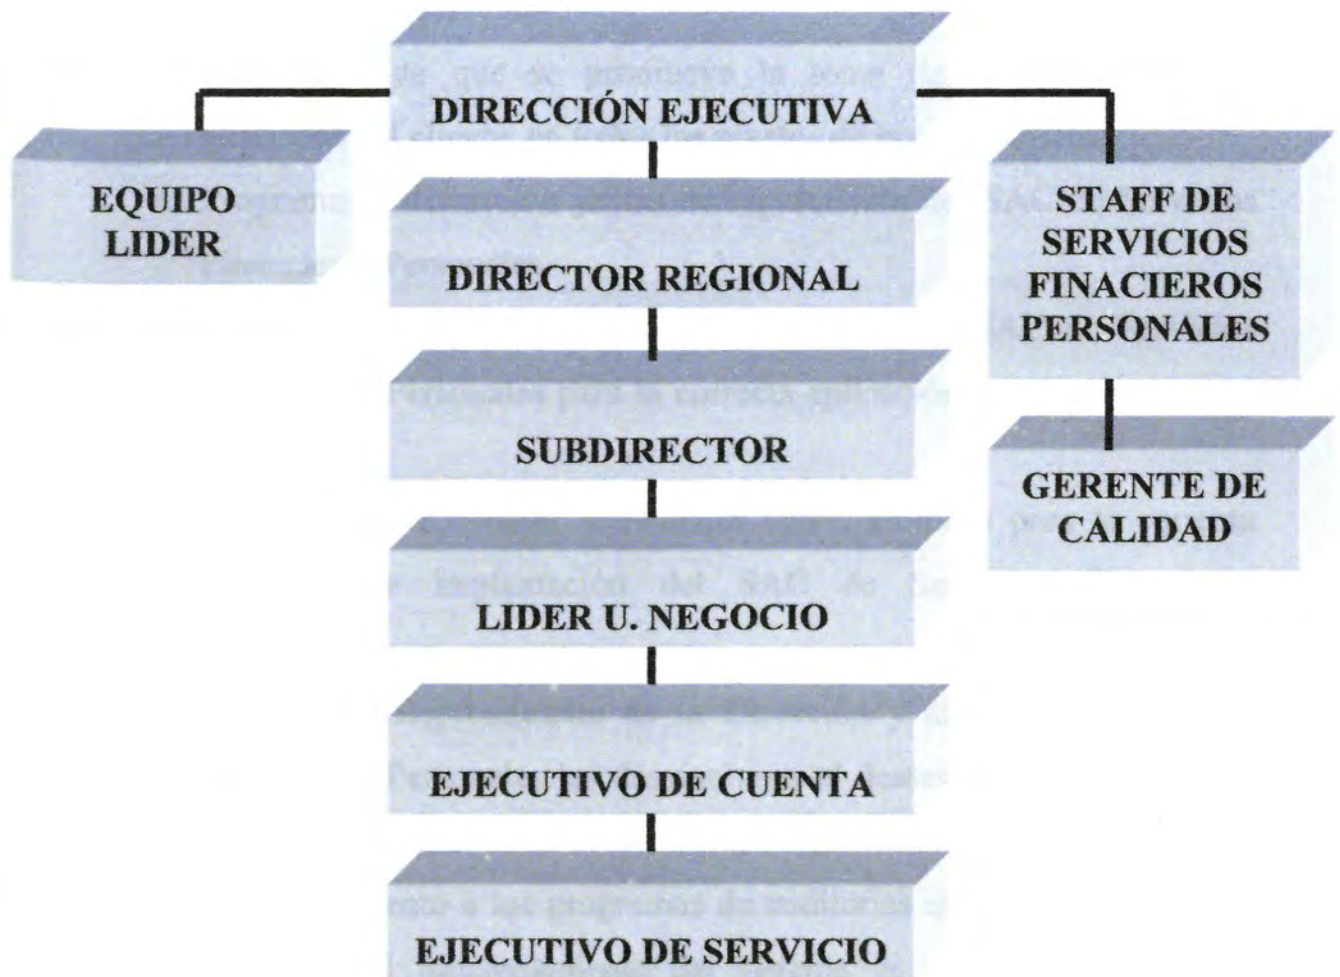 DIRECCIÓN EJECUTIVA
EQUIPO
LIDER
STAFF DE
SERVICIOS
FINACIEROS
PERSONALES
DIRECTOR REGIONAL
SUBDIRECTOR
GERENTE DE
CALIDAD
LIDER U. NEGOCIO
EJECUTIVO DE CUENTA
EJECUTIVO DE SERVICIO